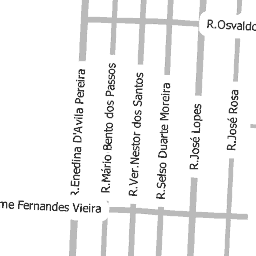 R.Osvaldo
R.Enedina D'Avila Pereira
R.Mário Bento dos Passos
R.Ver.Nestor dos Santos
R.Selso Duarte Moreira
R.José Lopes
R.José Rosa
me Fernandes Vieira